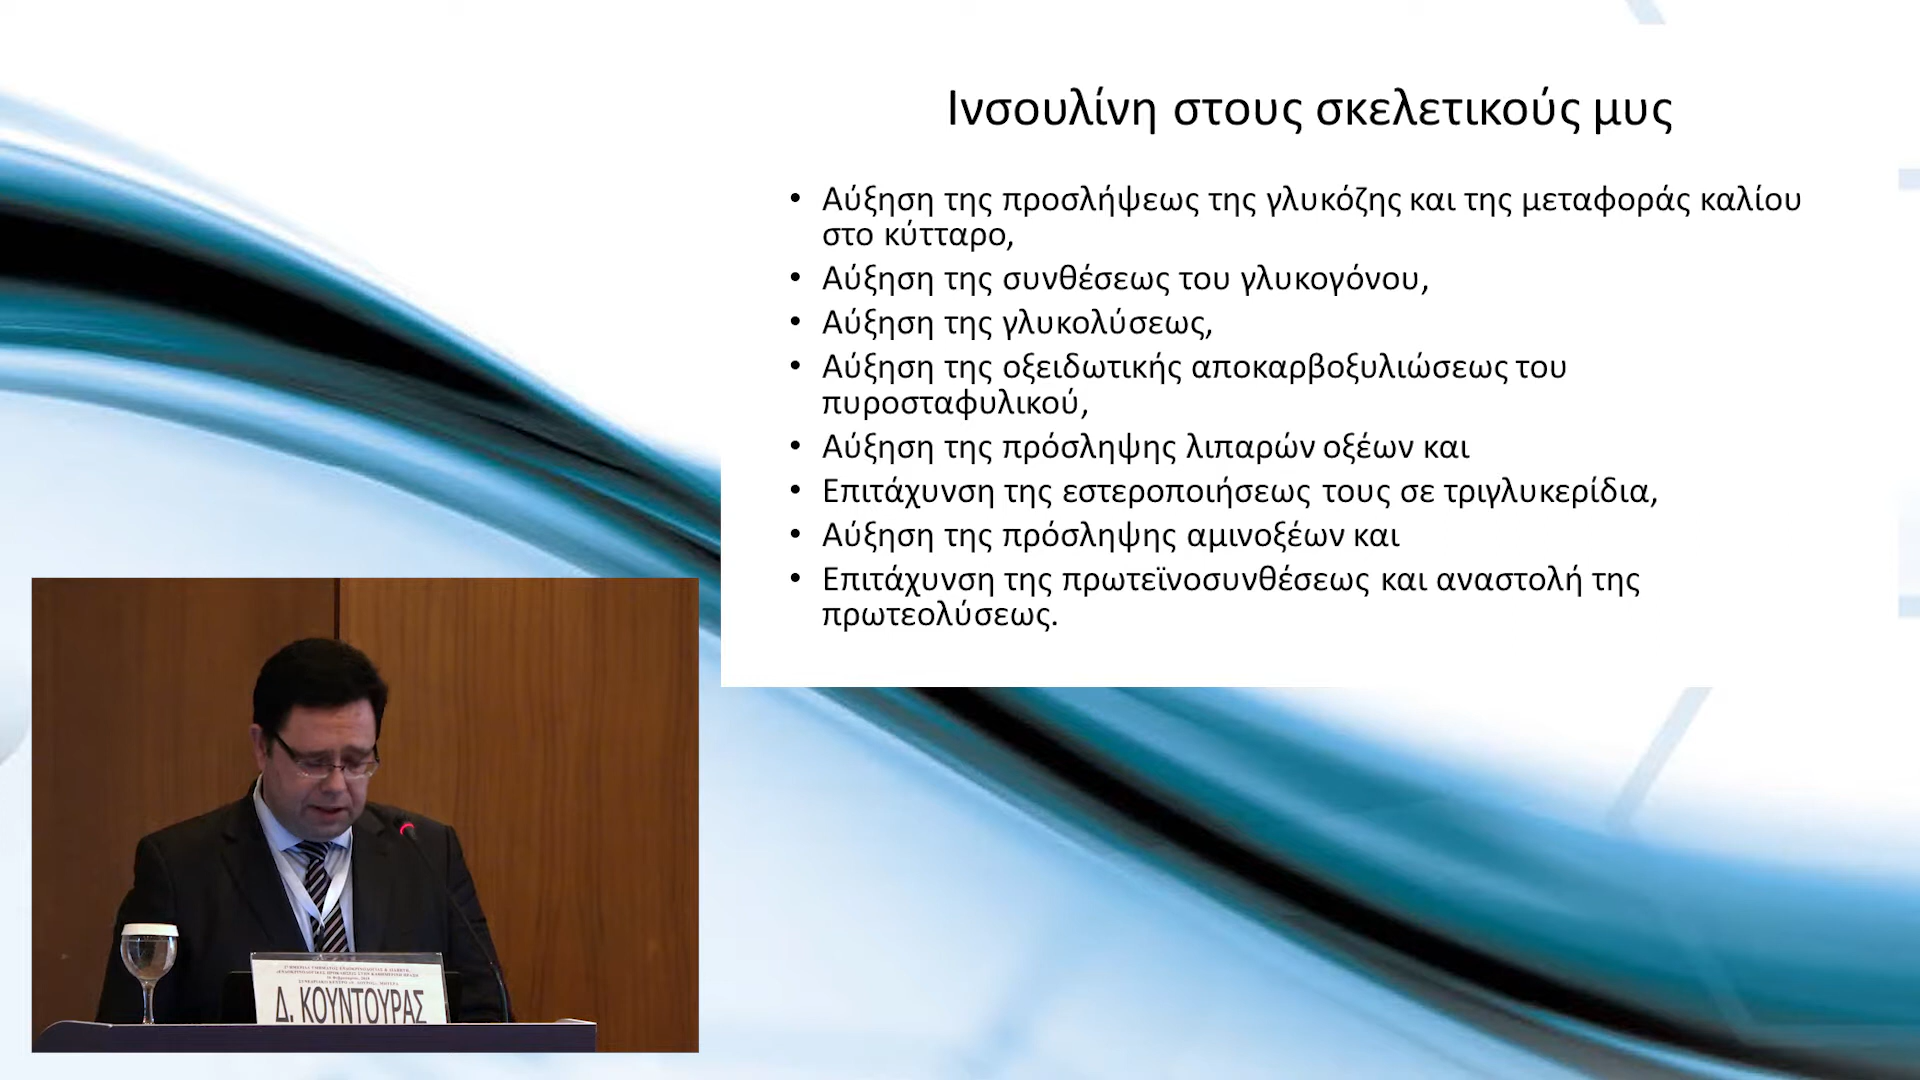 Ινσουλίνη στους σκελετικούς μυς
• Αύξηση της προσλήψεως της γλυκόζης και της μεταφοράς καλίου
στο κύτταρο,
• Αύξηση της συνθέσεως του γλυκογόνου,
• Αύξηση της γλυκολύσεως,
• Αύξηση της οξειδωτικής αποκαρβοξυλιώσεως του
πυροσταφυλικού,
• Αύξηση της πρόσληψης λιπαρών οξέων και
• Επιτάχυνση της εστεροποιήσεως τους σε τριγλυκερίδια,
• Αύξηση της πρόσληψης αμινοξέων και
• Επιτάχυνση της πρωτεϊνοσυνθέσεως και αναστολή της
πρωτεολύσεως.
Δ. ΚΟΥΝΤΟΥΡΑΣ